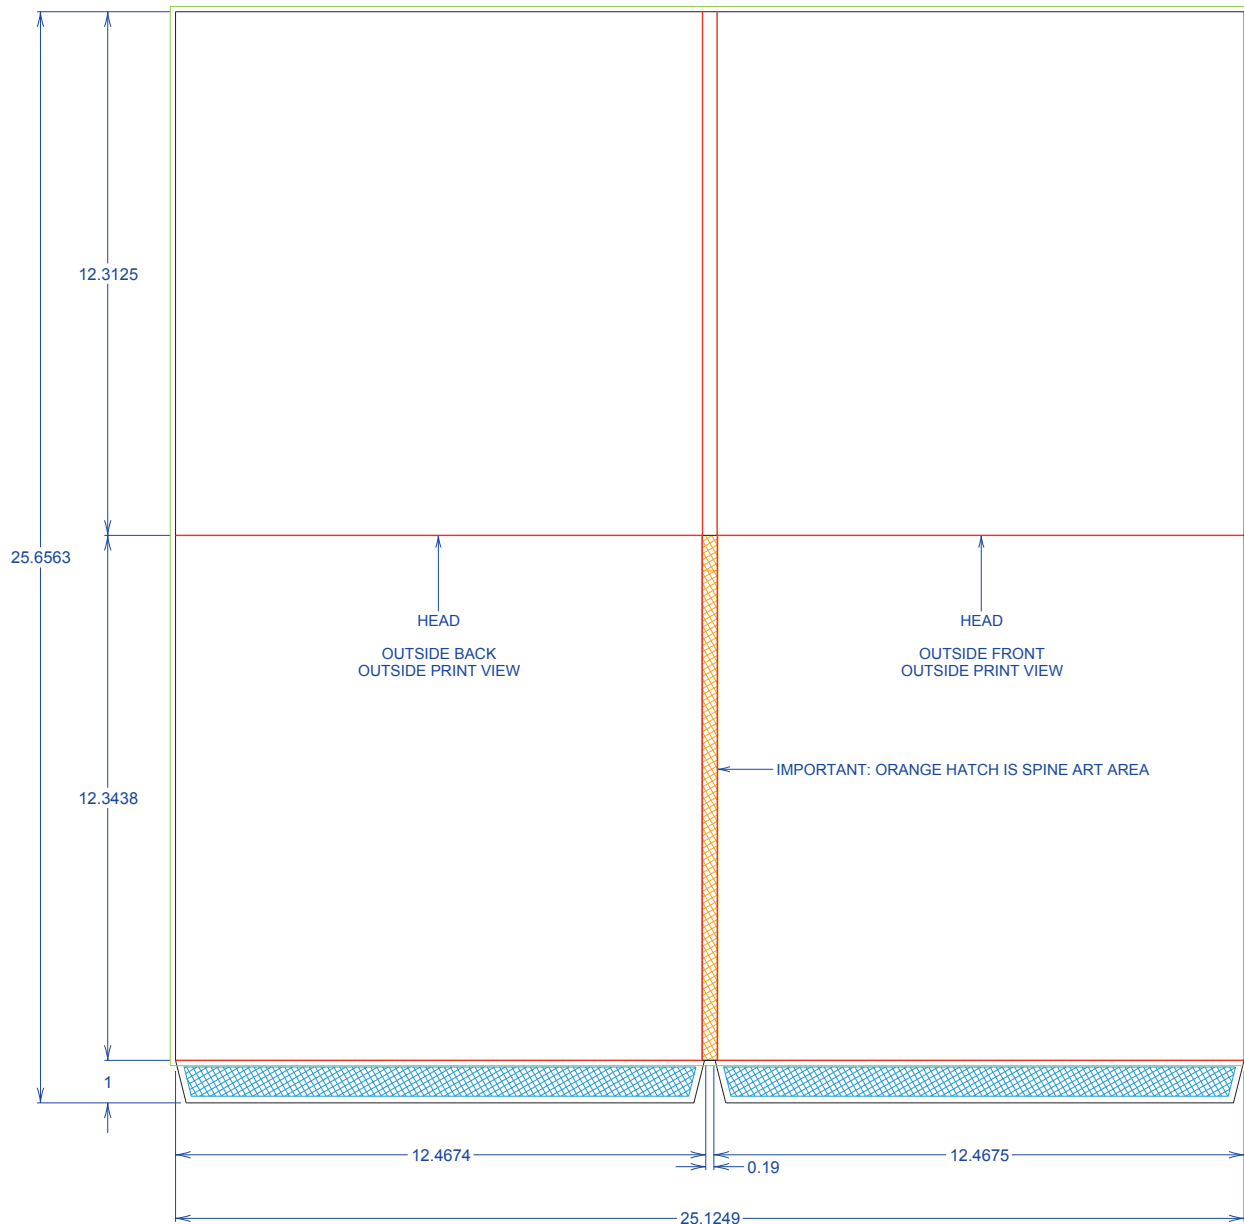 12.3125
25.6563
HEAD
HEAD
OUTSIDE BACK
OUTSIDE PRINT VIEW
OUTSIDE FRONT
OUTSIDE PRINT VIEW
IMPORTANT: ORANGE HATCH IS SPINE ART AREA
12.3438
1
12.4674
12.4675
0.19
25.1249